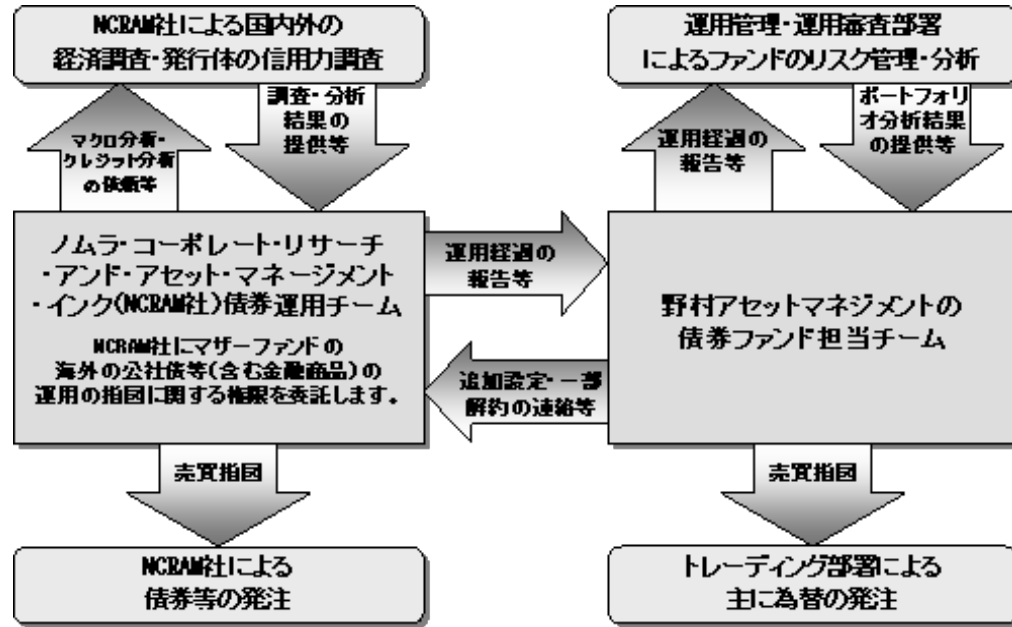 NCRAM社による国内外の
経済調査・発行体の信用力調査
運用管理・運用審査部署
によるファンドのリスク管理・分析
マクロ分析・
クレジット分析
の依頼等
調査・分析
結果の
提供等
運用経過の
報告等
ポートフォリ
オ分析結果
の提供等
ノムラ・コーポレート・リサーチ
・アンド・アセット・マネージメント
・インク(NCRAM社)債券運用チーム
NCRAM社にマザーファンドの
海外の公社債等(含む金融商品)の
運用の指図に関する権限を委託します。
運用経過の
報告等
追加設定・一部
解約の連絡等
野村アセットマネジメントの
債券ファンド担当チーム
売買指図
売買指図
NCRAM社による
債券等の発注
トレーディング部署による
主に為替の発注